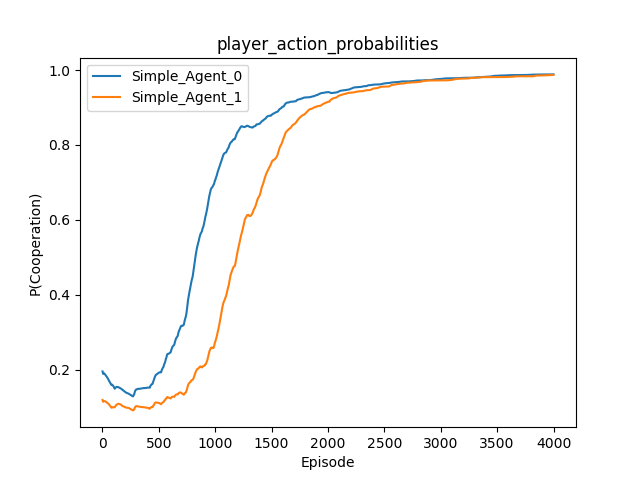 player_action_probabilities
Simple_Agent_0
Simple_Agent_1
P(Cooperation)
1.0
0.8
0.6
0.4
0.2
0 500 1000 1500 2000 2500 3000 3500 4000
Episode